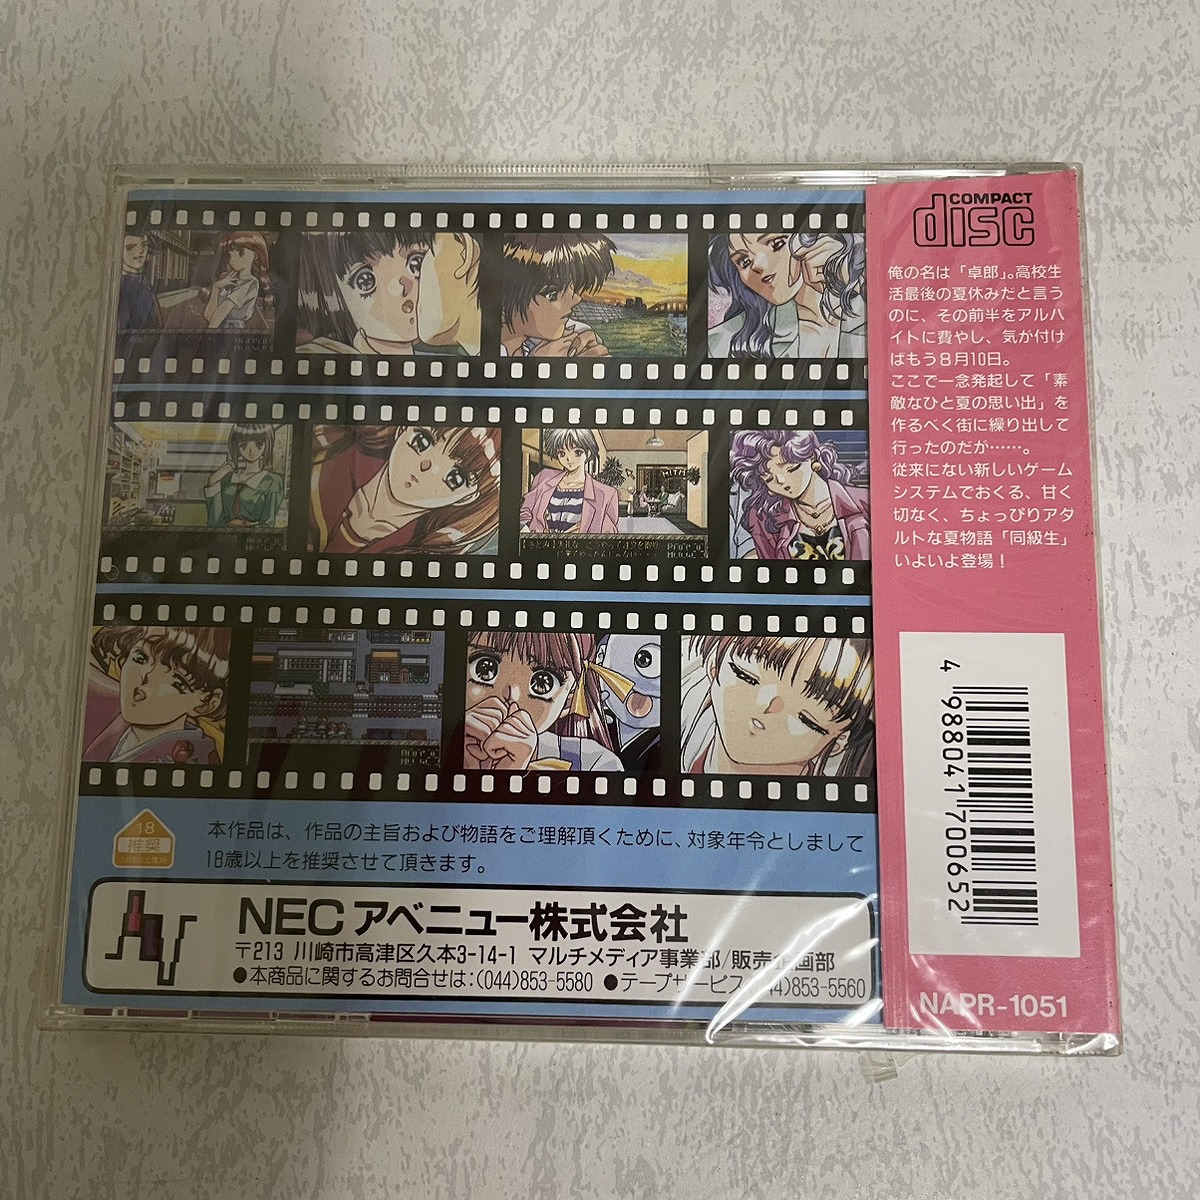 COMPACT
disc
俺の名は「卓郎」。高校生
活最後の夏休みだと言う
のに、その前半をアルバ
イトに費やし、気が付け
ばもう8月10日。
ここで一念発起して「素
敵なひと夏の思い出」を
作るべく街に繰り出して
行ったのだが……。
従来にない新しいゲーム
システムでおくる、甘く
切なく、ちょっぴりアダ
ルトな夏物語「同級生」
いよいよ登場!
4988041700652
NAPR-1051
18
推奨
本作品は、作品の主旨および物語をご理解頂くために、対象年令としまして
18歳以上を推奨させて頂きます。
NECアベニュー株式会社
〒213 川崎市高津区久本3-14-1 マルチメディア事業部/販売企画部
●本商品に関するお問合せは:(044)853-5580 ●テープサービス(044)853-5560